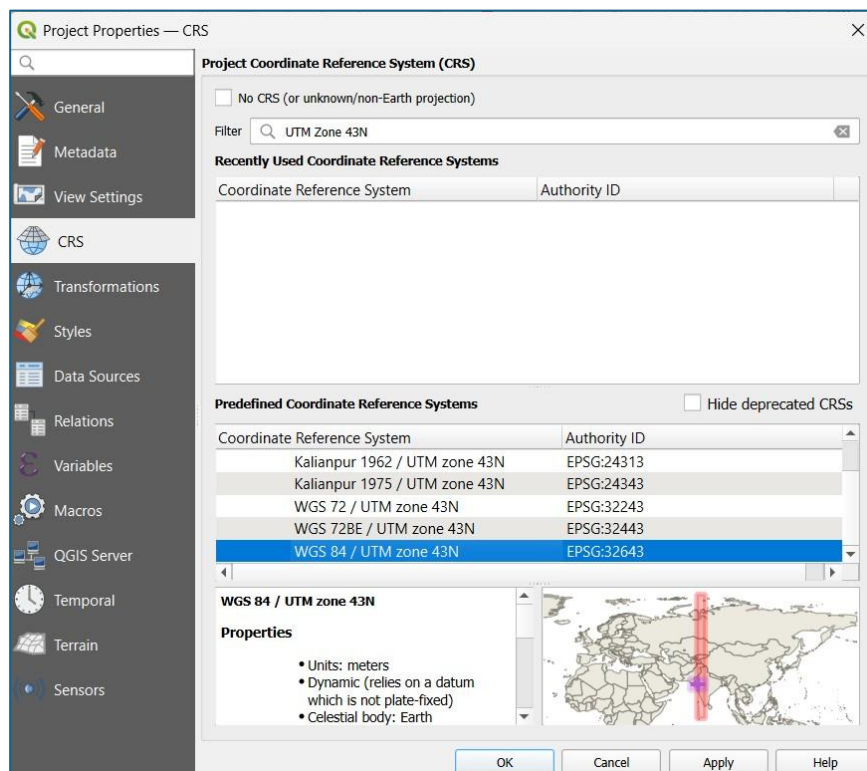 Project Properties — CRS
General
Metadata
View Settings
CRS
Transformations
Styles
Data Sources
Relations
Variables
Macros
QGIS Server
Temporal
Terrain
Sensors
Project Coordinate Reference System (CRS)
No CRS (or unknown/non-Earth projection)
Filter UTM Zone 43N
Recently Used Coordinate Reference Systems
Coordinate Reference System Authority ID
Predefined Coordinate Reference Systems Hide deprecated CRSs
Coordinate Reference System Authority ID
Kalianpur 1962 / UTM zone 43N EPSG:24313
Kalianpur 1975 / UTM zone 43N EPSG:24343
WGS 72 / UTM zone 43N EPSG:32243
WGS 72BE / UTM zone 43N EPSG:32443
WGS 84 / UTM zone 43N EPSG:32643
WGS 84 / UTM zone 43N
Properties
• Units: meters
• Dynamic (relies on a datum
which is not plate-fixed)
• Celestial body: Earth
OK Cancel Apply Help